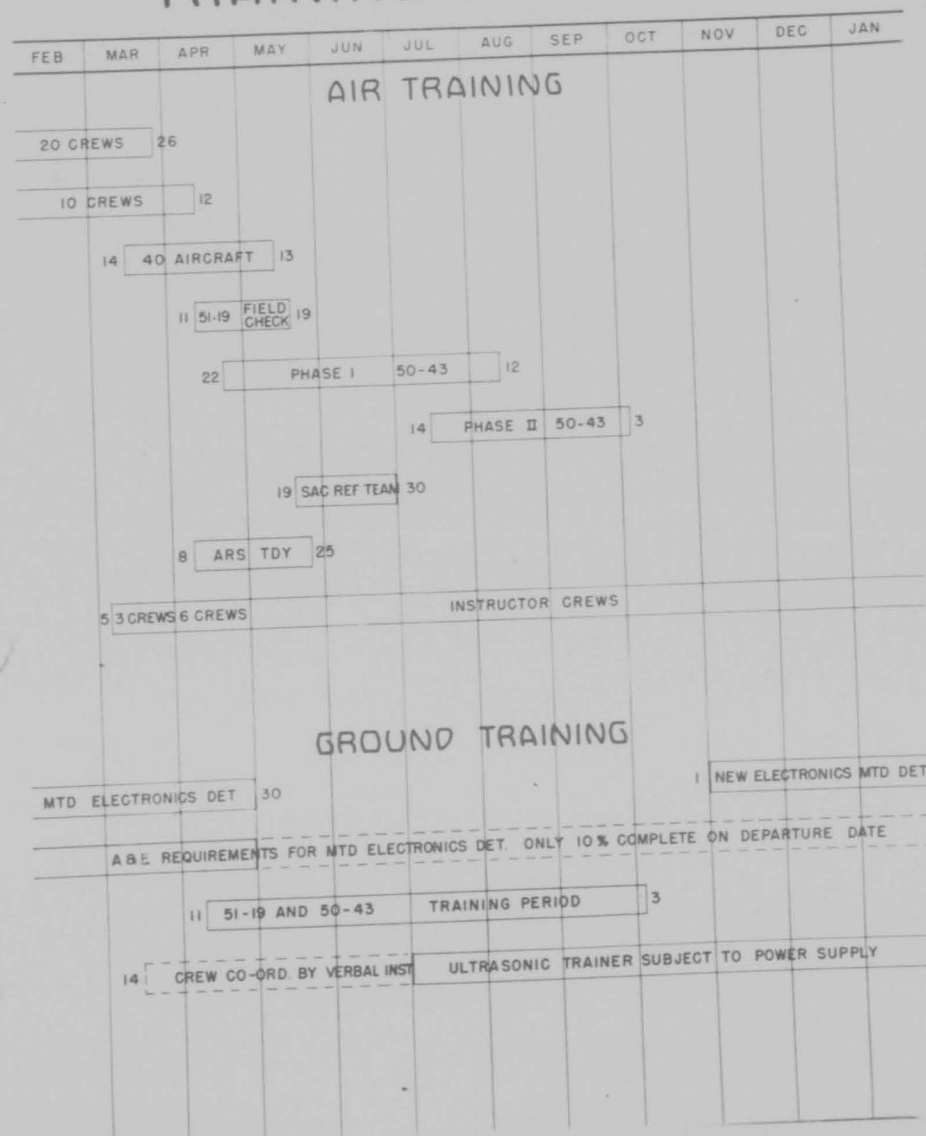 FEB MAR APR MAY JUN JUL AUG SEP OCT NOV DEC JAN
AIR TRAINING
20 CREWS 26
10 CREWS 12
14 40 AIRCRAFT 13
11 51-19 FIELD CHECK 19
22 PHASE I 50-43 12
14 PHASE II 50-43 3
19 SAC REF TEAM 30
8 ARS TDY 25
5 3 CREWS 6 CREWS INSTRUCTOR CREWS
GROUND TRAINING
MTD ELECTRONICS DET 30 1 NEW ELECTRONICS MTD DET
A&E REQUIREMENTS FOR MTD ELECTRONICS DET. ONLY 10% COMPLETE ON DEPARTURE DATE
11 51-19 AND 50-43 TRAINING PERIOD 3
14 CREW CO-ORD. BY VERBAL INST ULTRASONIC TRAINER SUBJECT TO POWER SUPPLY